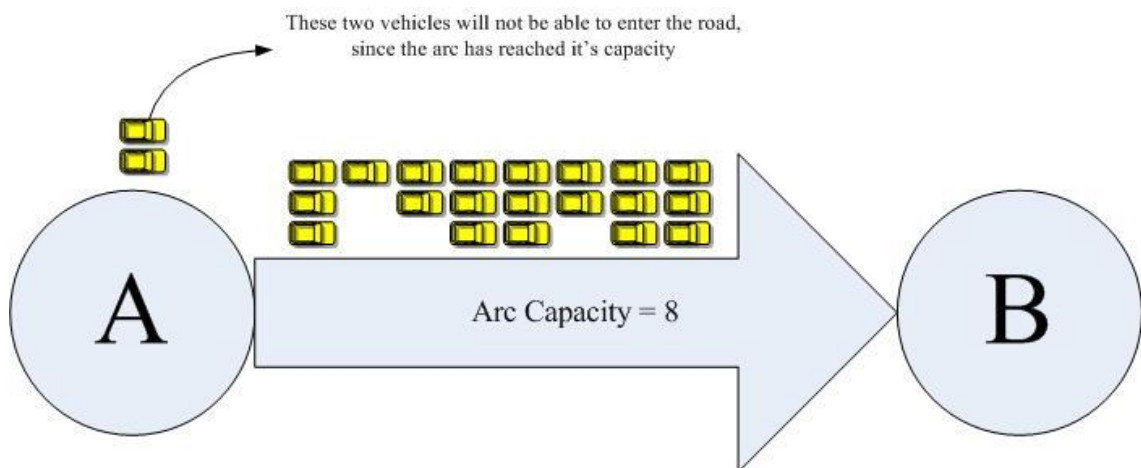 These two vehicles will not be able to enter the road,
since the arc has reached it's capacity
A
Arc Capacity = 8
B